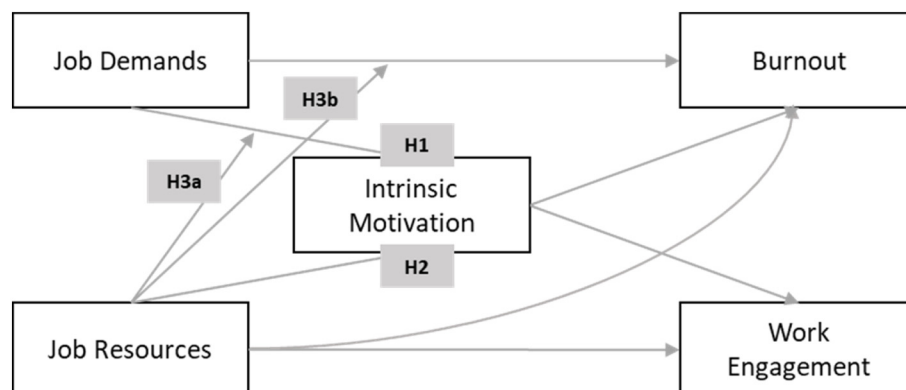 Job Demands
Burnout
H3b
H1
H3a
Intrinsic
Motivation
H2
Job Resources
Work
Engagement